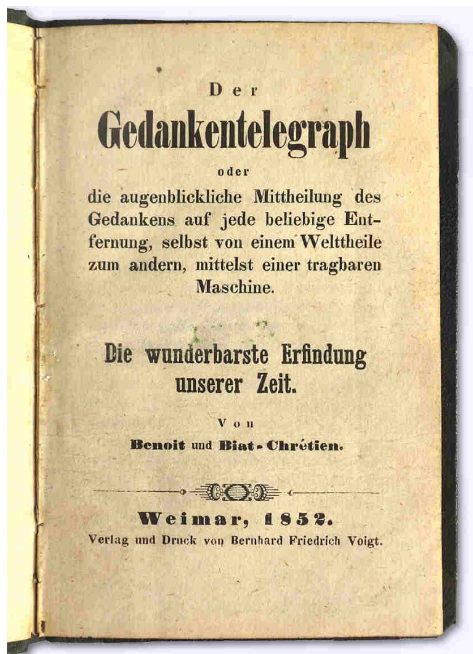 Der
Gedankentelegraph
oder
die augenblickliche Mittheilung des
Gedankens auf jede beliebige Ent-
fernung, selbst von einem Welttheile
zum andern, mittelst einer tragbaren
Maschine.
Die wunderbarste Erfindung
unserer Zeit.
Von
Benoit und Biat-Chrétien.
Weimar, 1852.
Verlag und Druck von Bernhard Friedrich Voigt.